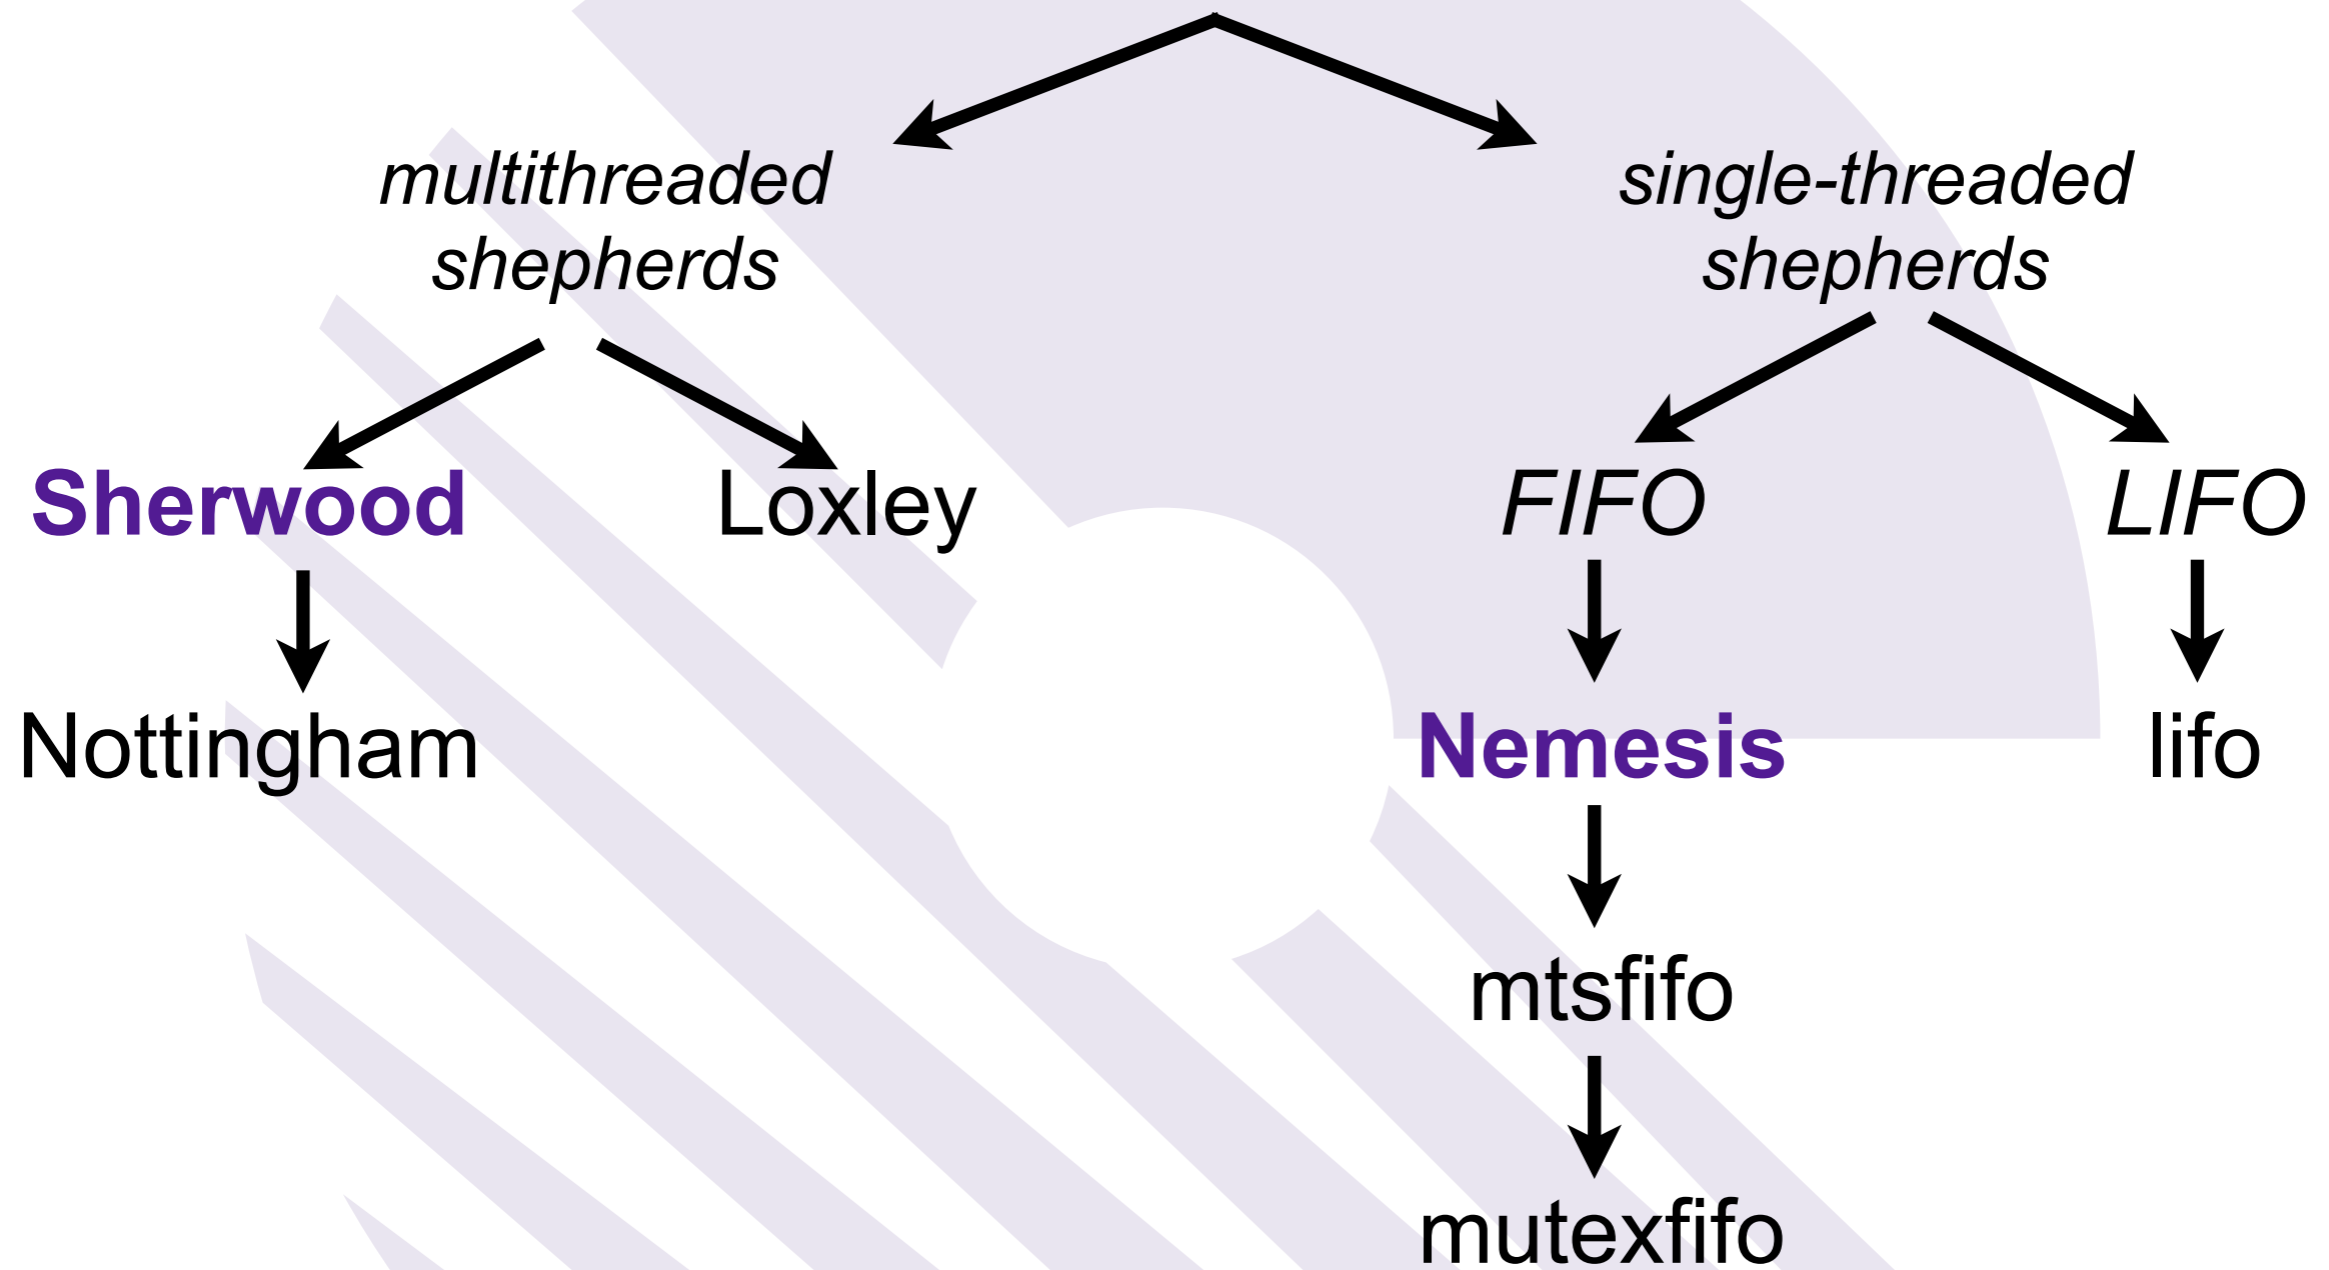 multithreaded
shepherds
single-threaded
shepherds
Sherwood
Loxley
FIFO
LIFO
Nottingham
Nemesis
lifo
mtsfifo
mutexfifo